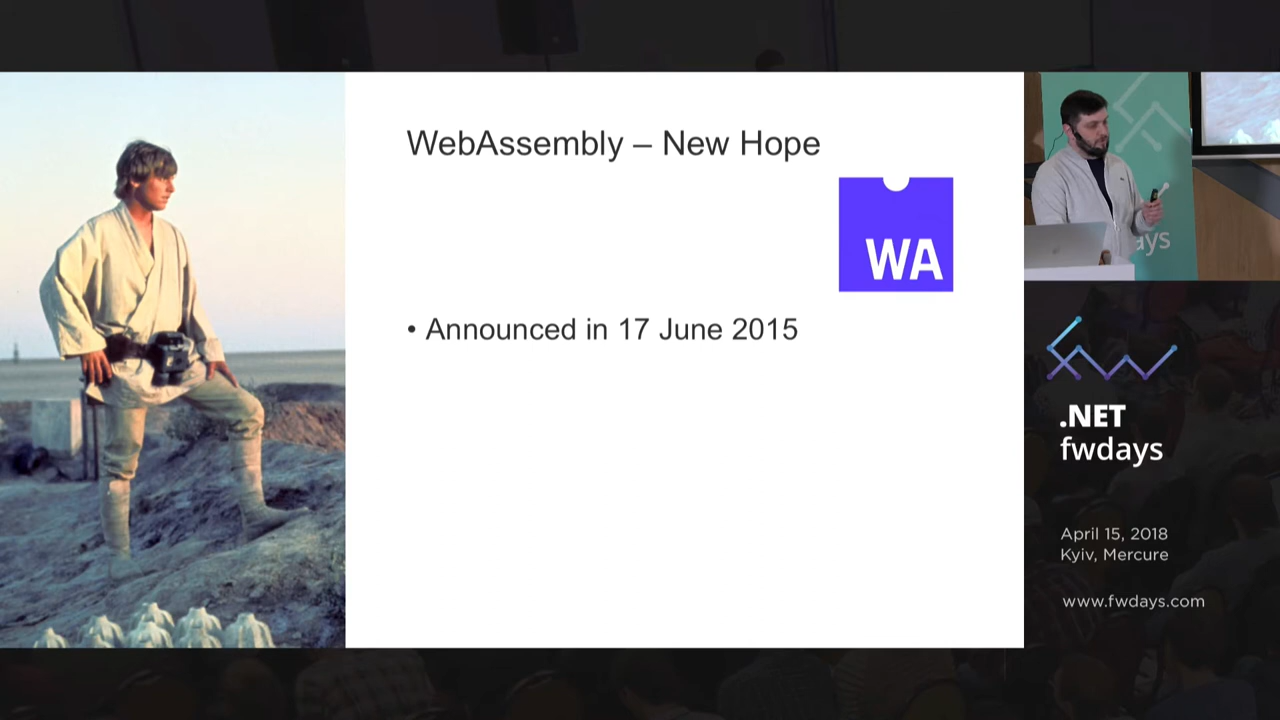 WebAssembly – New Hope
WA
• Announced in 17 June 2015
ays
.NET
fwdays
April 15, 2018
Kyiv, Mercure
www.fwdays.com